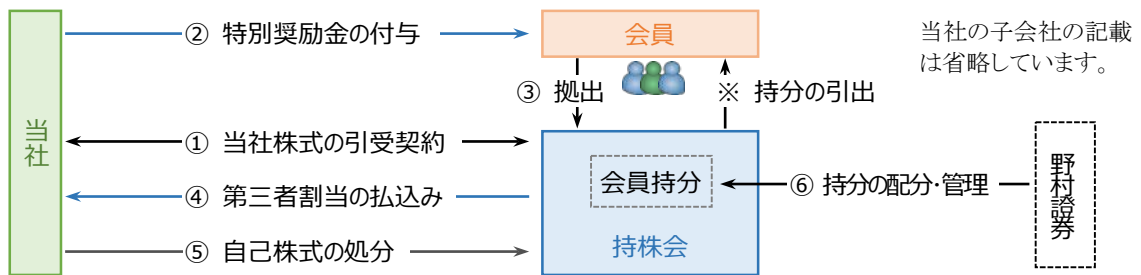 ② 特別奨励金の付与
会員
当社の子会社の記載
は省略しています。
③ 拠出
※ 持分の引出
当社
① 当社株式の引受契約
会員持分
⑥ 持分の配分・管理
野村證券
④ 第三者割当の払込み
持株会
⑤ 自己株式の処分